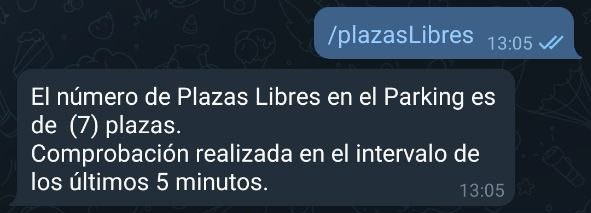 /plazasLibres 13:05
El número de Plazas Libres en el Parking es
de (7) plazas.
Comprobación realizada en el intervalo de
los últimos 5 minutos.
13:05